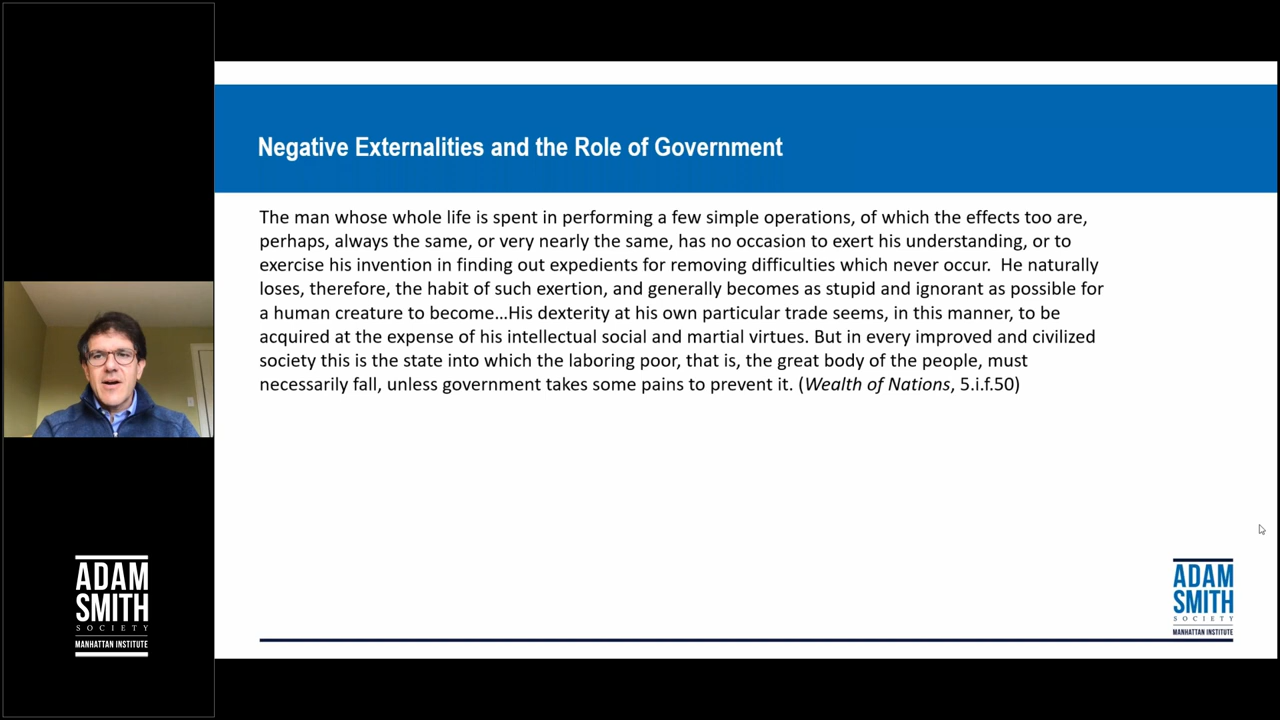 Negative Externalities and the Role of Government
The man whose whole life is spent in performing a few simple operations, of which the effects too are,
perhaps, always the same, or very nearly the same, has no occasion to exert his understanding, or to
exercise his invention in finding out expedients for removing difficulties which never occur.  He naturally
loses, therefore, the habit of such exertion, and generally becomes as stupid and ignorant as possible for
a human creature to become…His dexterity at his own particular trade seems, in this manner, to be
acquired at the expense of his intellectual social and martial virtues. But in every improved and civilized
society this is the state into which the laboring poor, that is, the great body of the people, must
necessarily fall, unless government takes some pains to prevent it. (Wealth of Nations, 5.i.f.50)
ADAM
SMITH
SOCIETY
MANHATTAN INSTITUTE
ADAM
SMITH
SOCIETY
MANHATTAN INSTITUTE